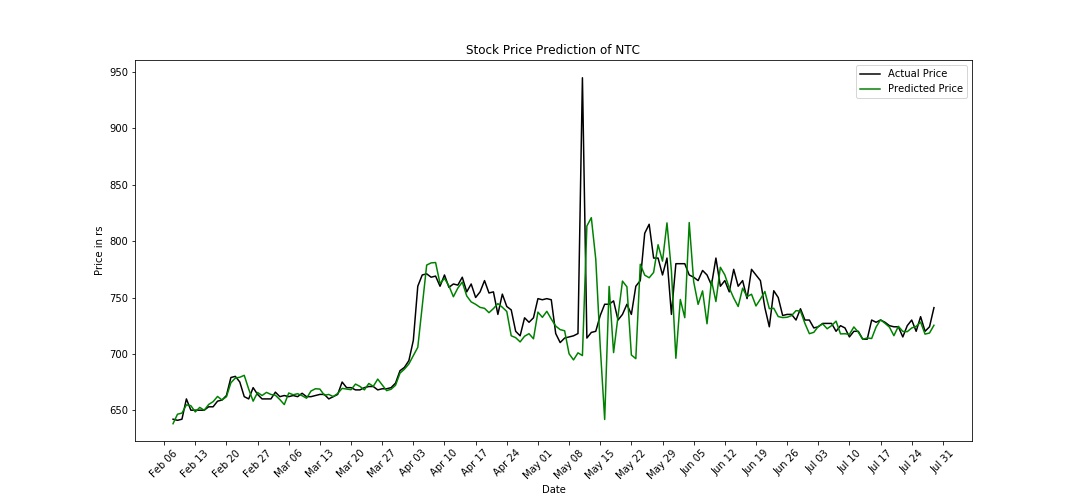 Stock Price Prediction of NTC
Actual Price
Predicted Price
Price in rs
950
900
850
800
750
700
650
Feb 06
Feb 13
Feb 20
Feb 27
Mar 06
Mar 13
Mar 20
Mar 27
Apr 03
Apr 10
Apr 17
Apr 24
May 01
May 08
May 15
May 22
May 29
Jun 05
Jun 12
Jun 19
Jun 26
Jul 03
Jul 10
Jul 17
Jul 24
Jul 31
Date